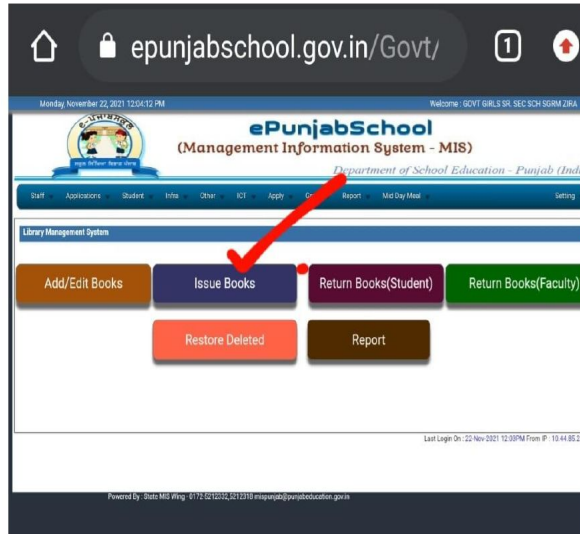 epunjabschool.gov.in/Govt/ 1
Monday, November 22, 2021 12:04:12 PM Welcome : GOVT GIRLS SR. SEC SCH SGRM ZIRA
ਈ-ਪੰਜਾਬ ਸਕੂਲ
ePunjabSchool
(Management Information System - MIS)
Department of School Education - Punjab (Indi
Staff Applications Student Infra Other ICT Apply Report Mid Day Meal Setting
Library Management System
Add/Edit Books Issue Books Return Books(Student) Return Books(Faculty)
Restore Deleted Report
Last Login On : 22-Nov-2021 12:03PM From IP : 10.44.85.2
Powered By : State MIS Wing - 0172-5212332,5212318 mispunjab@punjabeducation.gov.in